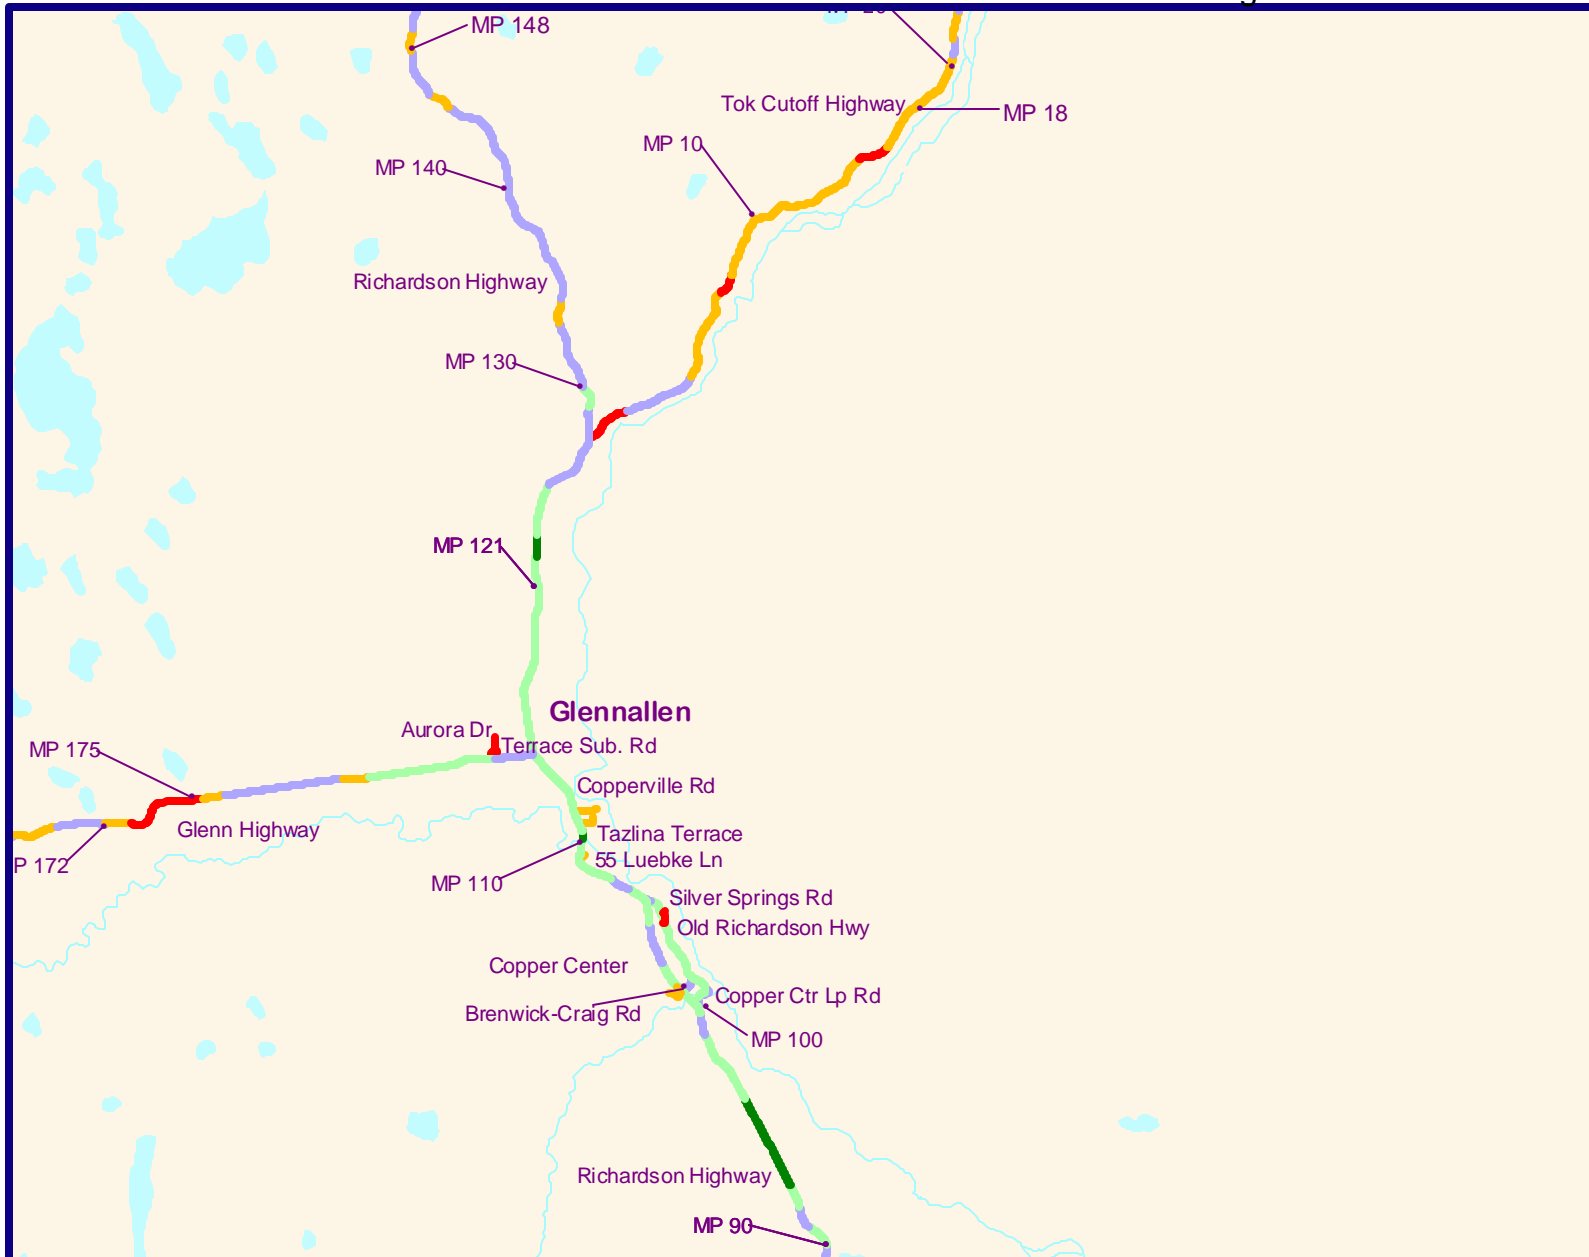 MP 148
Tok Cutoff Highway
MP 18
MP 10
MP 140
Richardson Highway
MP 130
MP 121
Glennallen
Aurora Dr
Terrace Sub. Rd
MP 175
Copperville Rd
Glenn Highway
Tazlina Terrace
55 Luebke Ln
P 172
MP 110
Silver Springs Rd
Old Richardson Hwy
Copper Center
Copper Ctr Lp Rd
Brenwick-Craig Rd
MP 100
Richardson Highway
MP 90